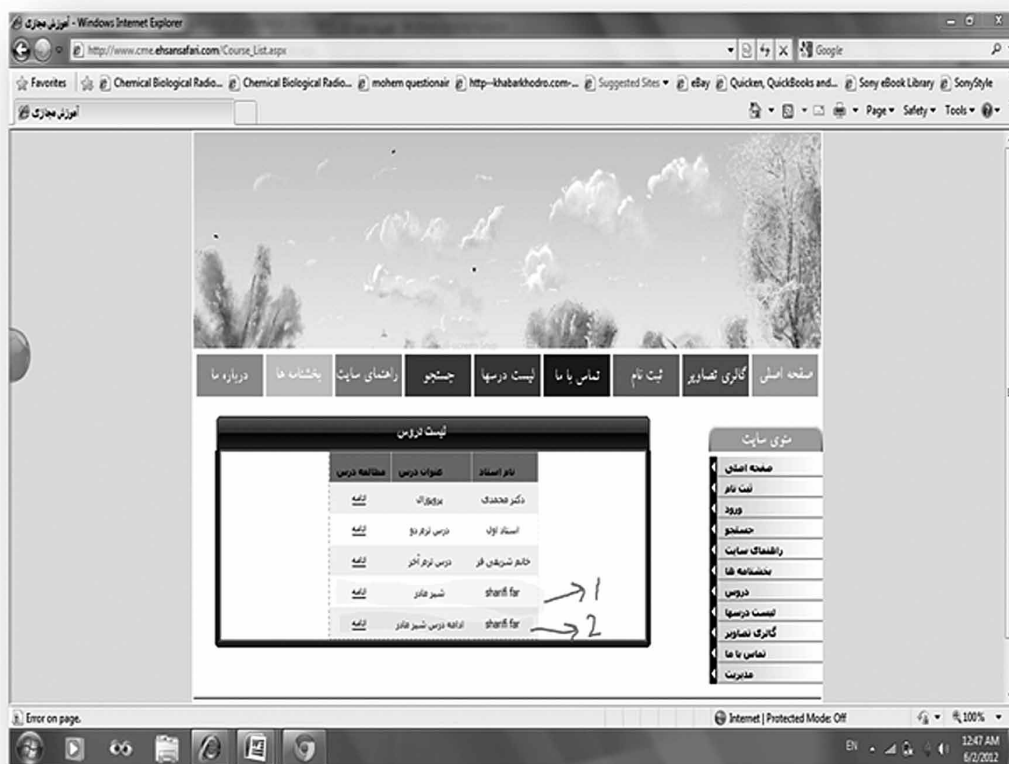 آموزش مجازی - Windows Internet Explorer
http://www.cme.ehsansafari.com/Course_List.aspx
Google
Favorites Chemical Biological Radio... Chemical Biological Radio... mohem questionair http--khabarkhodro.com-... Suggested Sites eBay Quicken, QuickBooks and... Sony eBook Library SonyStyle
آموزش مجازی
Page Safety Tools
صفحه اصلی گالری تصاویر ثبت نام تماس با ما لیست درسها جستجو راهنمای سایت بخشنامه ها درباره ما
منوی سایت
صفحه اصلی
ثبت نام
ورود
جستجو
راهنمای سایت
بخشنامه ها
دروس
لیست درسها
گالری تصاویر
تماس با ما
مدیریت
لیست دروس
نام استاد عنوان درس مطالعه درس
دکتر محمدی ادامه
استاد اول درس ترم دو ادامه
خانم شریفی فر درس ترم آخر ادامه
sharifi far شیر مادر ادامه 1
sharifi far ادامه درس شیر مادر ادامه 2
Error on page.
Internet | Protected Mode: Off
100%
EN
12:47 AM
6/2/2012